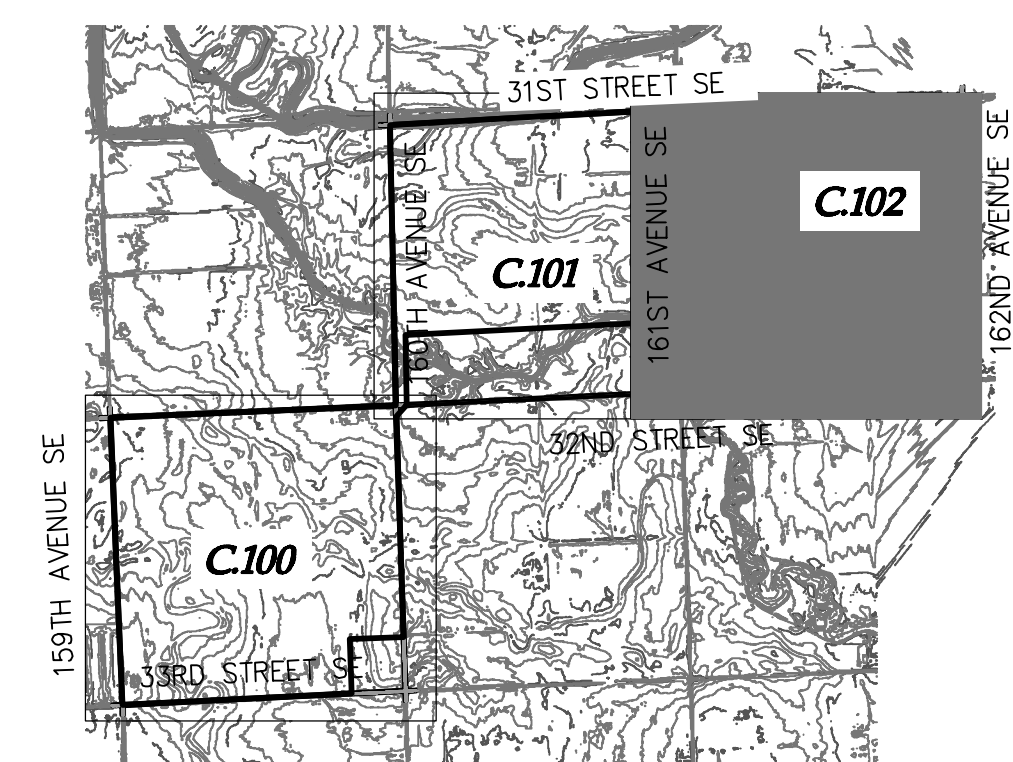 31ST STREET SE
160TH AVENUE SE
161ST AVENUE SE
162ND AVENUE SE
C.102
C.101
32ND STREET SE
159TH AVENUE SE
C.100
33RD STREET SE